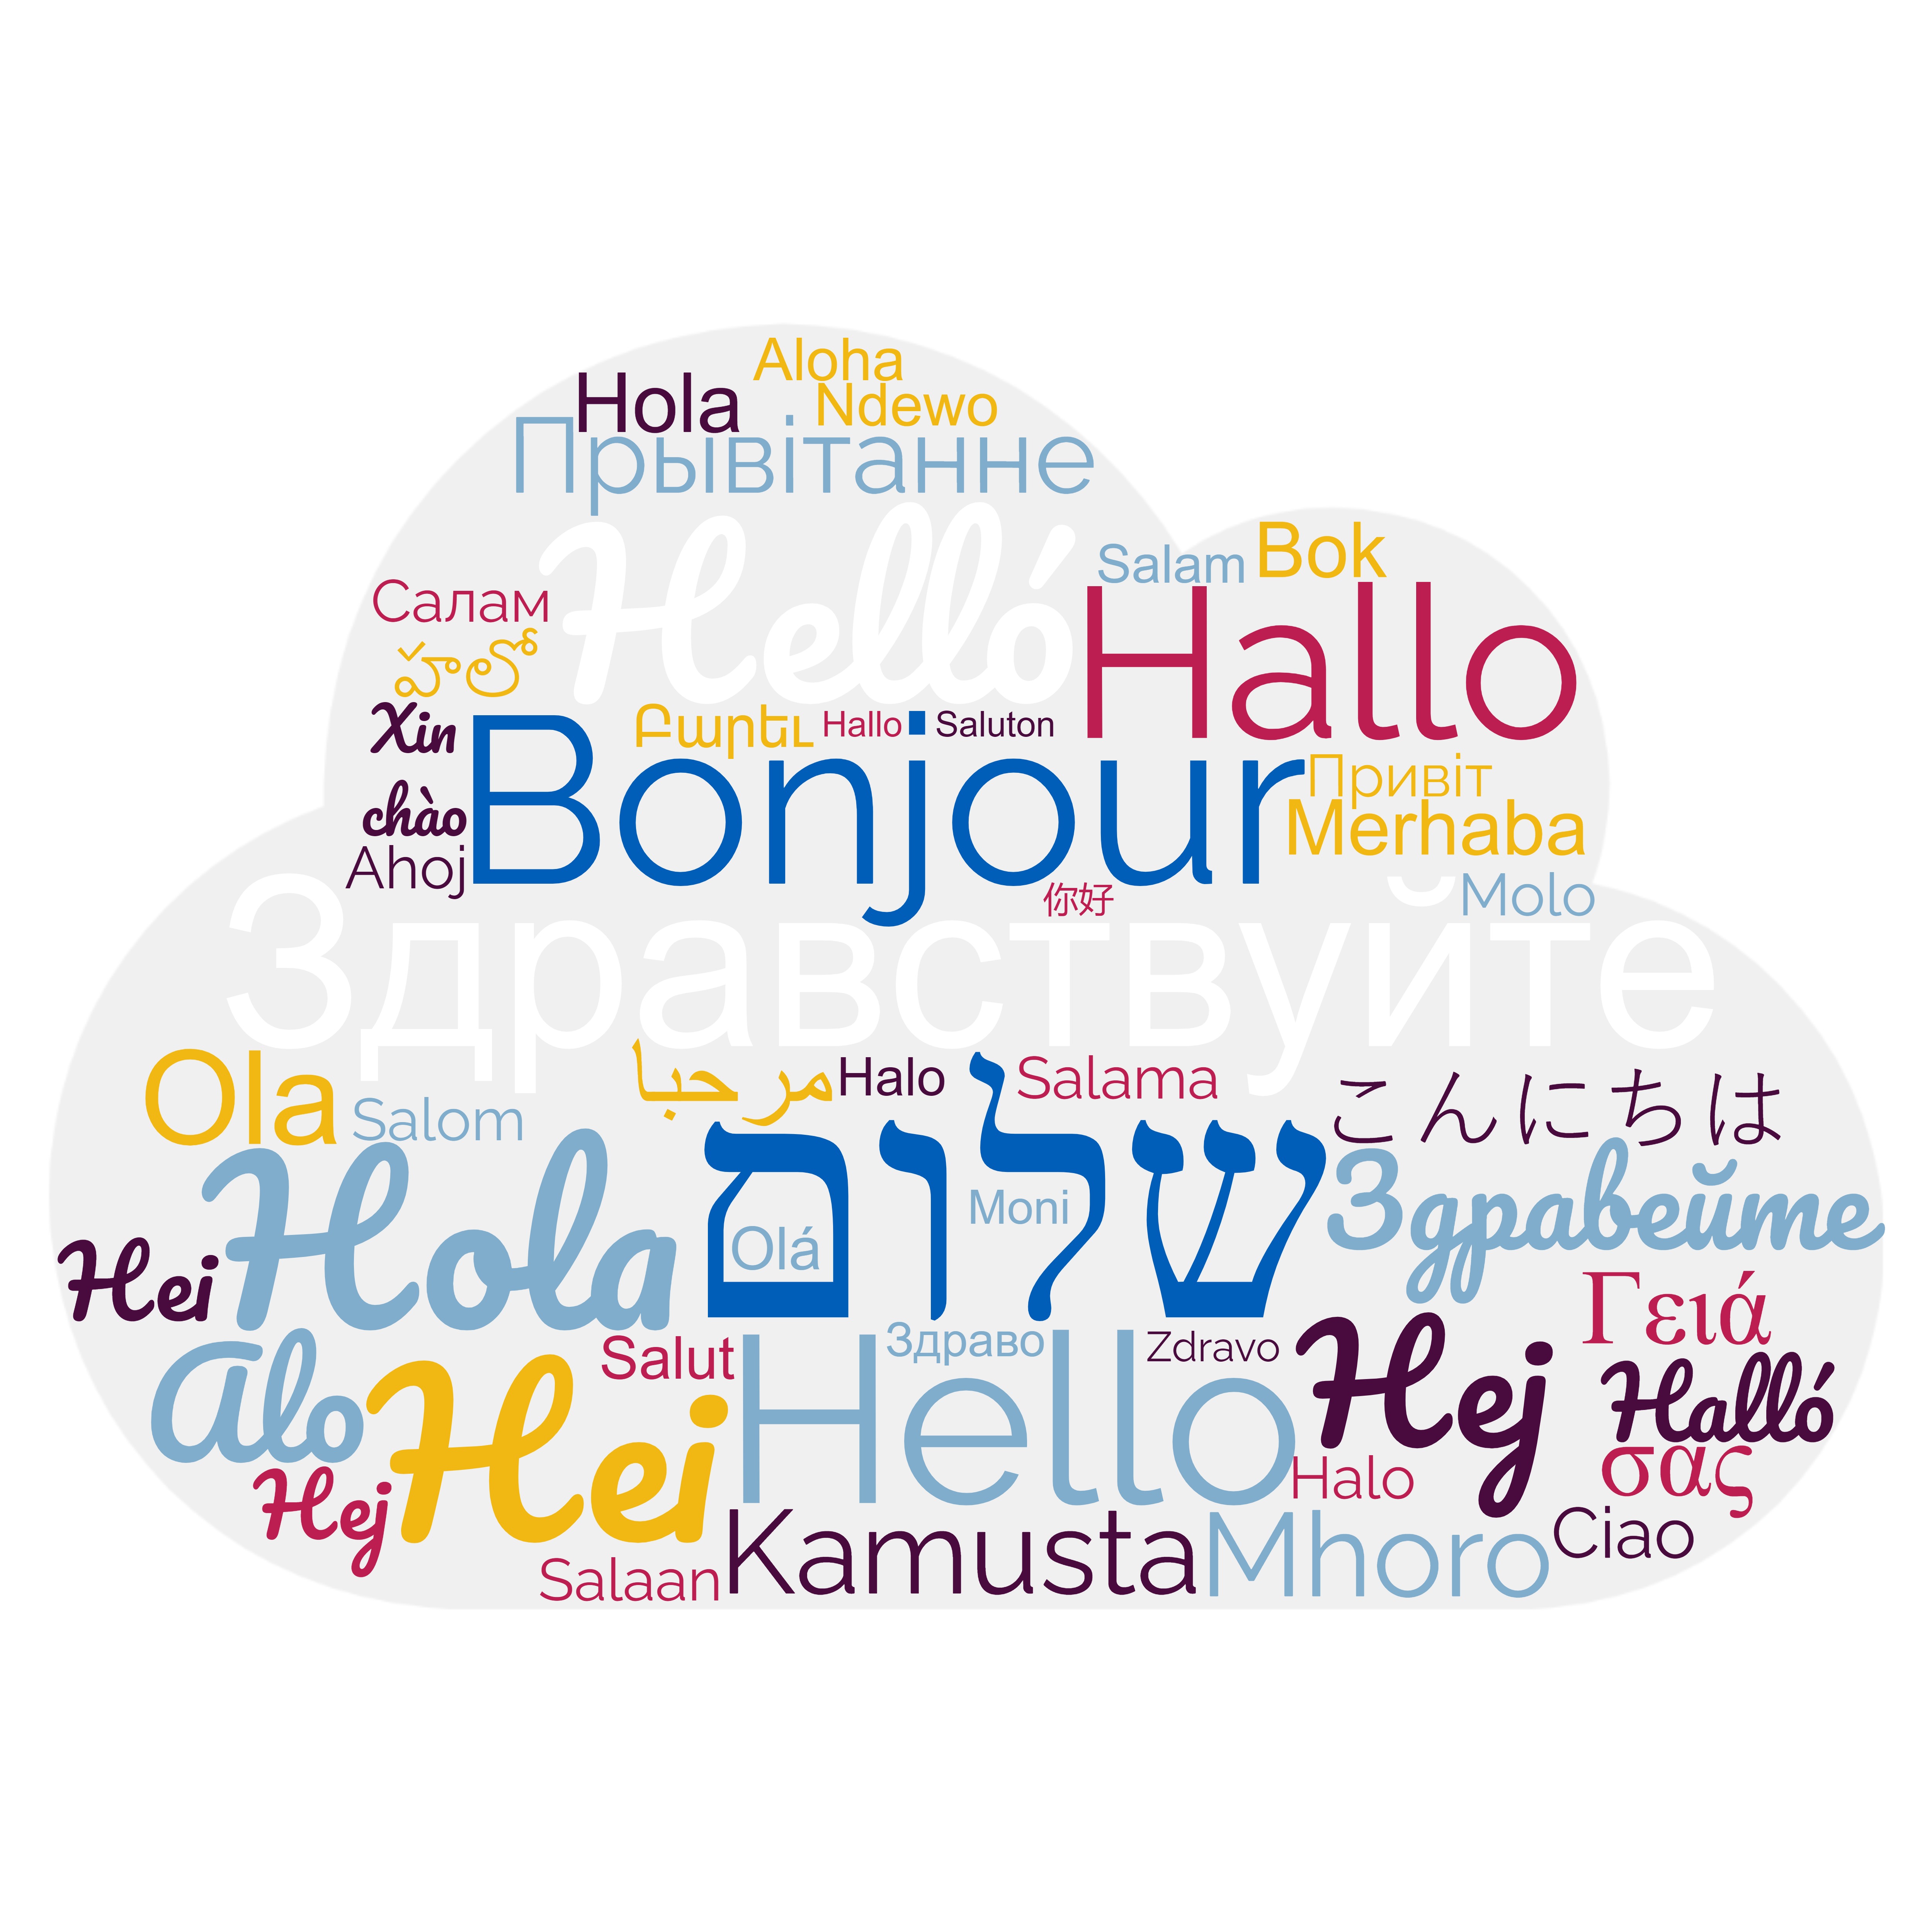 Aloha
Hola
Ndewo
Прывітанне
Helló
Salam
Bok
Салам
Hallo
హలో
Xin
chào
Բարեւ
Hallo
Saluton
Bonjour
Привіт
Merhaba
Ahoj
你好
Molo
Здравствуйте
Ola
Salom
مرحبا
Halo
Salama
こんにちは
Hola
שלום
Moni
Olá
Здравейте
Hei
Γειά
σας
Alo
Hei
Salut
Hello
Здраво
Zdravo
Hej
Halló
Hej
Halo
Salaan
Kamusta
Mhoro
Ciao